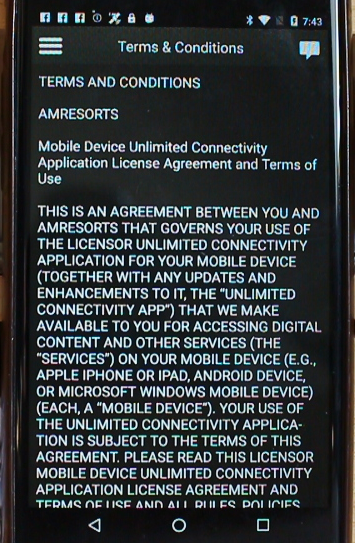 7:43
Terms & Conditions
TERMS AND CONDITIONS
AMRESORTS
Mobile Device Unlimited Connectivity
Application License Agreement and Terms of
Use
THIS IS AN AGREEMENT BETWEEN YOU AND
AMRESORTS THAT GOVERNS YOUR USE OF
THE LICENSOR UNLIMITED CONNECTIVITY
APPLICATION FOR YOUR MOBILE DEVICE
(TOGETHER WITH ANY UPDATES AND
ENHANCEMENTS TO IT, THE “UNLIMITED
CONNECTIVITY APP”) THAT WE MAKE
AVAILABLE TO YOU FOR ACCESSING DIGITAL
CONTENT AND OTHER SERVICES (THE
“SERVICES”) ON YOUR MOBILE DEVICE (E.G.,
APPLE IPHONE OR IPAD, ANDROID DEVICE,
OR MICROSOFT WINDOWS MOBILE DEVICE)
(EACH, A “MOBILE DEVICE”). YOUR USE OF
THE UNLIMITED CONNECTIVITY APPLICA-
TION IS SUBJECT TO THE TERMS OF THIS
AGREEMENT. PLEASE READ THIS LICENSOR
MOBILE DEVICE UNLIMITED CONNECTIVITY
APPLICATION LICENSE AGREEMENT AND
TERMS OF USE AND ALL RULES, POLICIES,